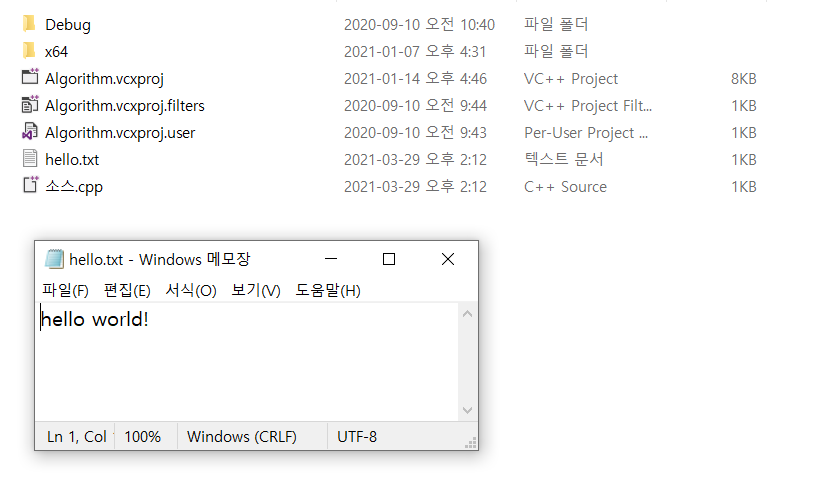 Debug 2020-09-10 오전 10:40 파일 폴더
x64 2021-01-07 오후 4:31 파일 폴더
Algorithm.vcxproj 2021-01-14 오후 4:46 VC++ Project 8KB
Algorithm.vcxproj.filters 2020-09-10 오후 9:44 VC++ Project Filt... 1KB
Algorithm.vcxproj.user 2020-09-10 오후 9:43 Per-User Project ... 1KB
hello.txt 2021-03-29 오후 2:12 텍스트 문서 1KB
소스.cpp 2021-03-29 오후 2:12 C++ Source 1KB
hello.txt - Windows 메모장
파일(F) 편집(E) 서식(O) 보기(V) 도움말(H)
hello world!
Ln 1, Col 100% Windows (CRLF) UTF-8